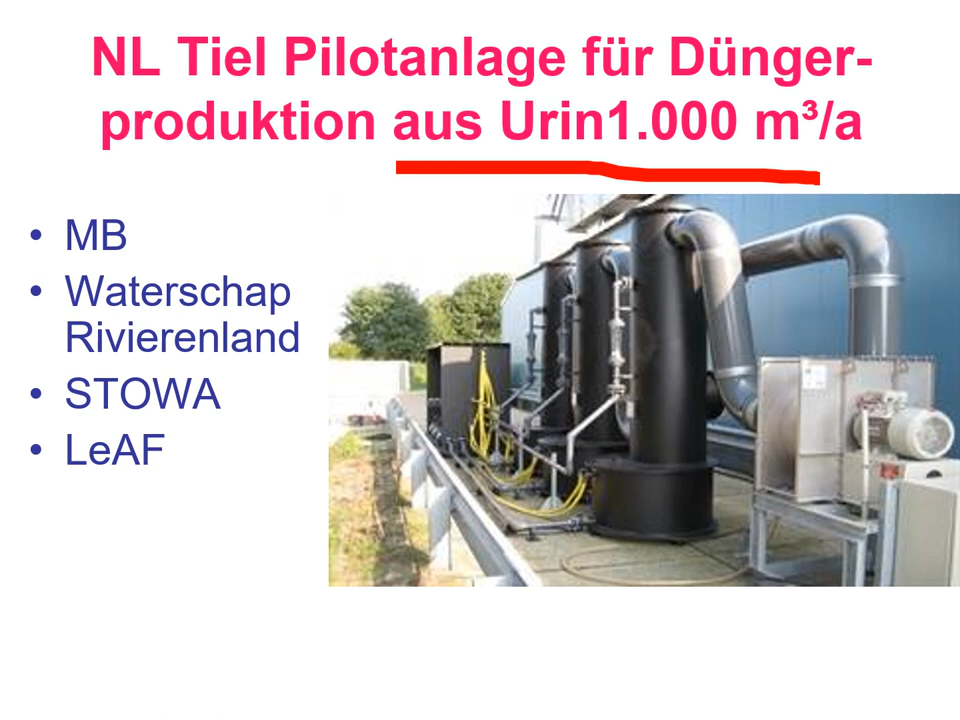 NL Tiel Pilotanlage für Dünger-
produktion aus Urin1.000 m³/a
• MB
• Waterschap
Rivierenland
• STOWA
• LeAF